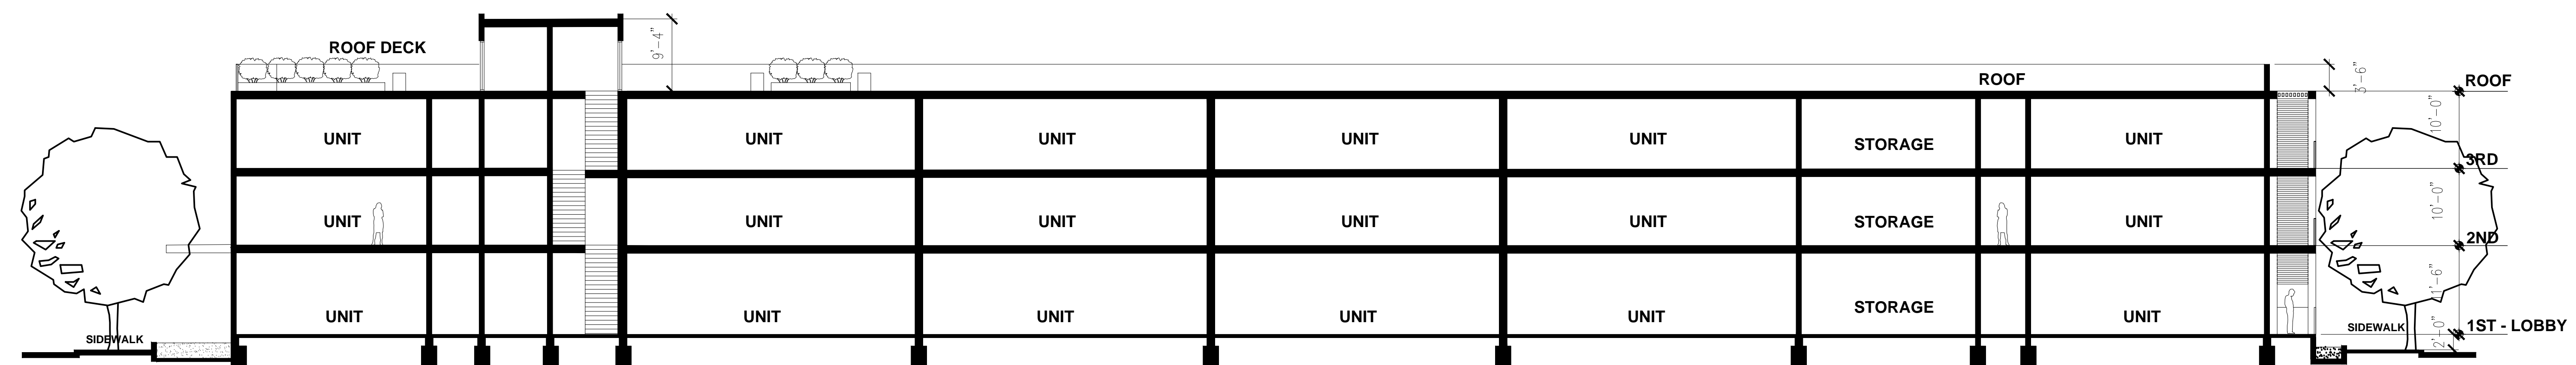 ROOF DECK
9'-4"
ROOF
3'-6"
ROOF
10'-0"
UNIT UNIT UNIT UNIT UNIT STORAGE UNIT
3RD
10'-0"
UNIT UNIT UNIT UNIT UNIT STORAGE UNIT
2ND
11'-6"
UNIT UNIT UNIT UNIT UNIT STORAGE UNIT
1ST - LOBBY
SIDEWALK SIDEWALK
2'-0"